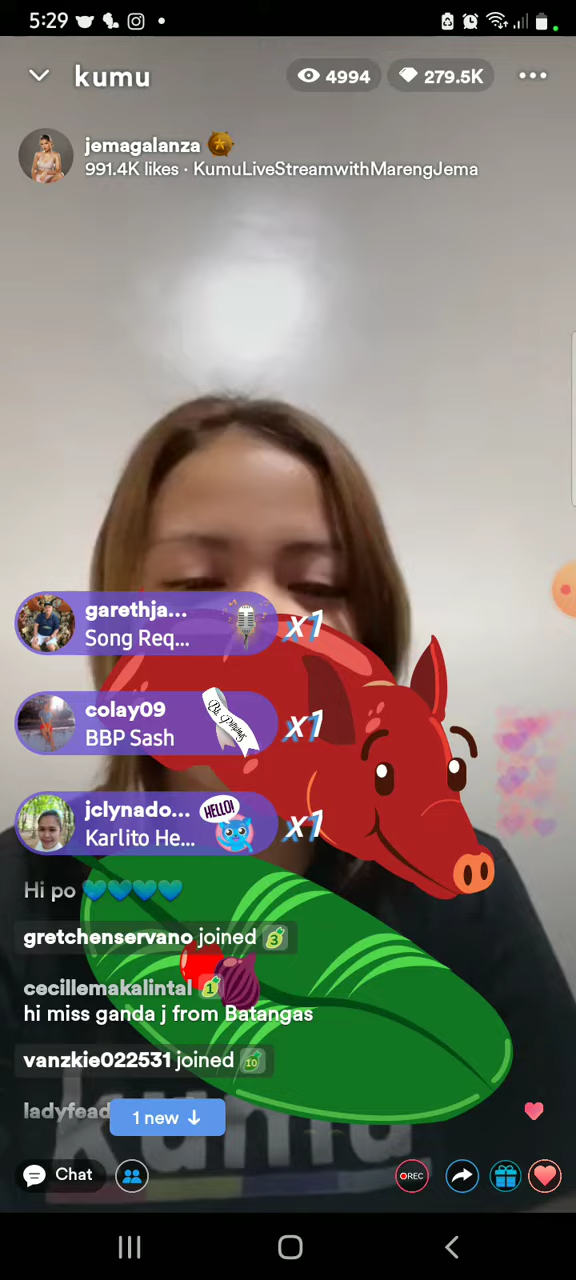 5:29
kumu
4994
279.5K
jemagalanza
991.4K likes · KumuLiveStreamwithMarengJema
garethja...
Song Req...
x1
colay09
BBP Sash
x1
jclynado...
HELLO!
Karlito He...
x1
Hi po
gretchenservano joined 3
cecillemakalintal 1
hi miss ganda j from Batangas
vanzkie022531 joined 10
ladyfead
1 new ↓
kumu
Chat
REC